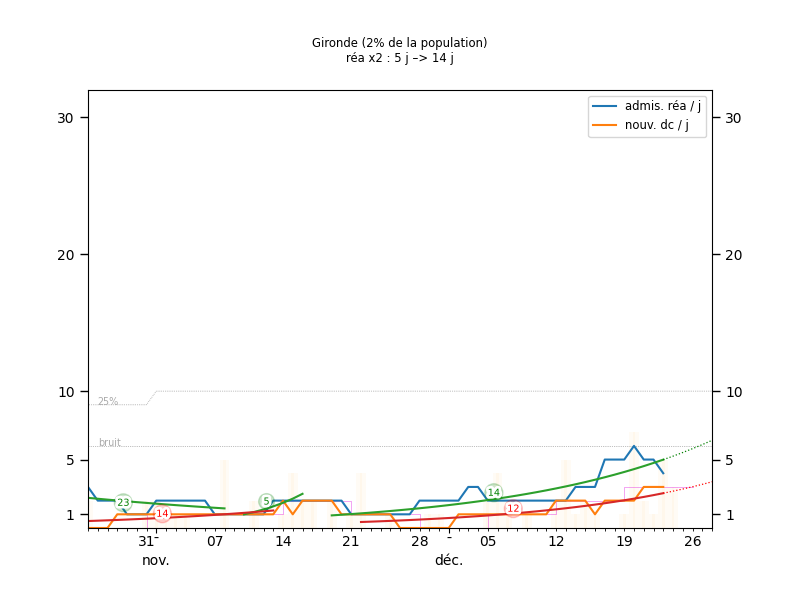 Gironde (2% de la population)
réa x2 : 5 j –> 14 j
admis. réa / j
nouv. dc / j
30 30
20 20
10 10
25%
bruit
5 5
23 5 14 14 12
1 1
31 - 07 14 21 28 - 05 12 19 26
nov. déc.